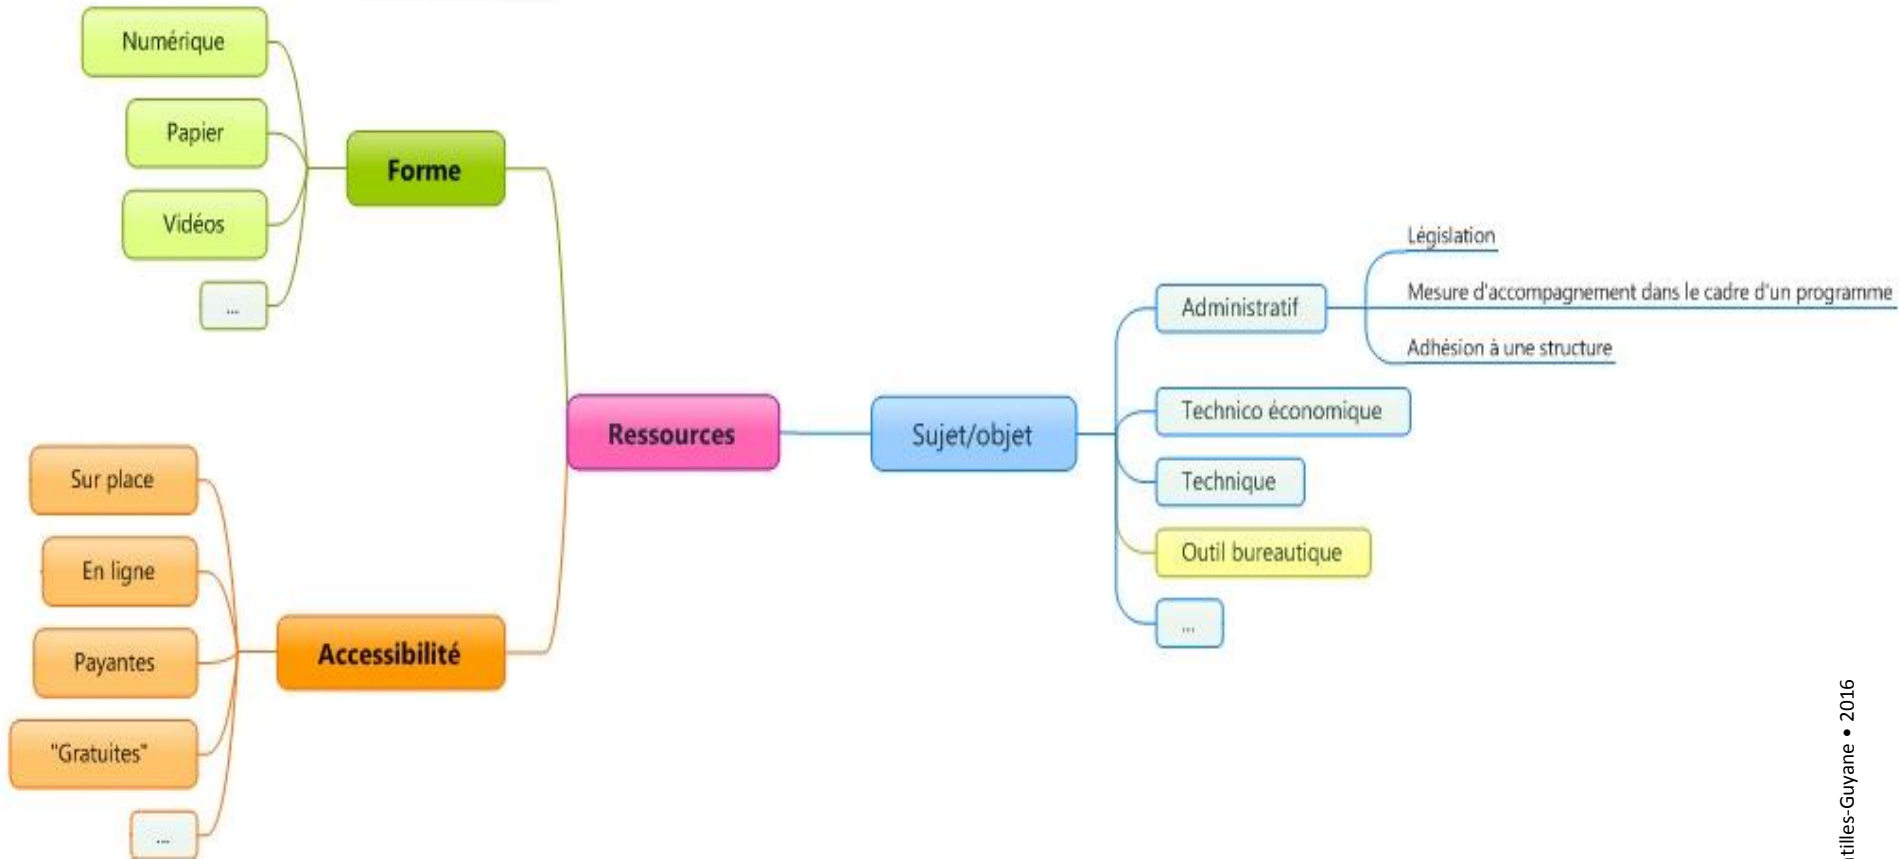 Numérique
Papier
Vidéos
...
Forme
Sur place
En ligne
Payantes
"Gratuites"
...
Accessibilité
Ressources
Sujet/objet
Administratif
Législation
Mesure d'accompagnement dans le cadre d'un programme
Adhésion à une structure
Technico économique
Technique
Outil bureautique
...
tilles-Guyane • 2016